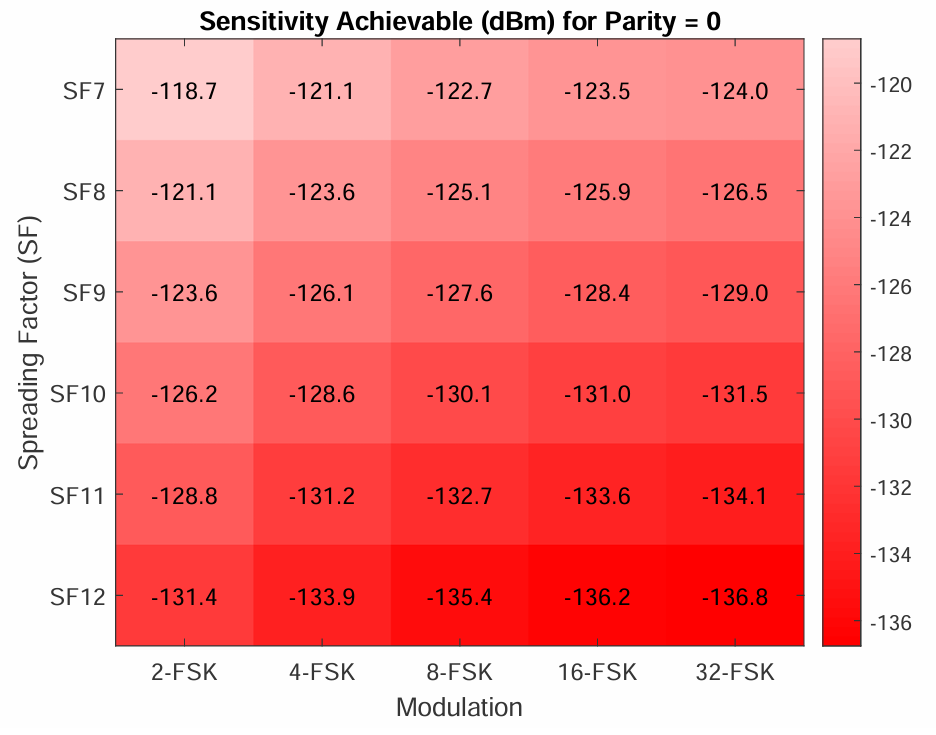 Sensitivity Achievable (dBm) for Parity = 0
Spreading Factor (SF)
SF7 -118.7 -121.1 -122.7 -123.5 -124.0
SF8 -121.1 -123.6 -125.1 -125.9 -126.5
SF9 -123.6 -126.1 -127.6 -128.4 -129.0
SF10 -126.2 -128.6 -130.1 -131.0 -131.5
SF11 -128.8 -131.2 -132.7 -133.6 -134.1
SF12 -131.4 -133.9 -135.4 -136.2 -136.8
2-FSK 4-FSK 8-FSK 16-FSK 32-FSK
Modulation
-120
-122
-124
-126
-128
-130
-132
-134
-136